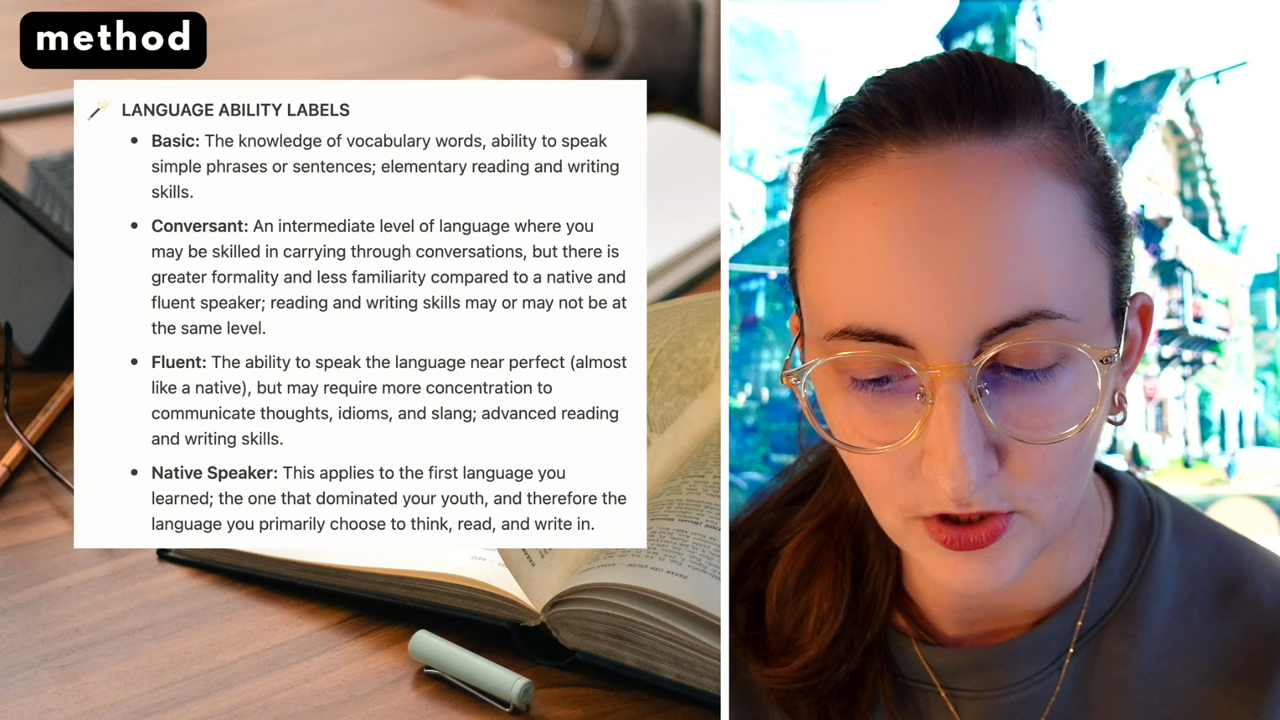 method
LANGUAGE ABILITY LABELS
• Basic: The knowledge of vocabulary words, ability to speak
simple phrases or sentences; elementary reading and writing
skills.
• Conversant: An intermediate level of language where you
may be skilled in carrying through conversations, but there is
greater formality and less familiarity compared to a native and
fluent speaker; reading and writing skills may or may not be at
the same level.
• Fluent: The ability to speak the language near perfect (almost
like a native), but may require more concentration to
communicate thoughts, idioms, and slang; advanced reading
and writing skills.
• Native Speaker: This applies to the first language you
learned; the one that dominated your youth, and therefore the
language you primarily choose to think, read, and write in.